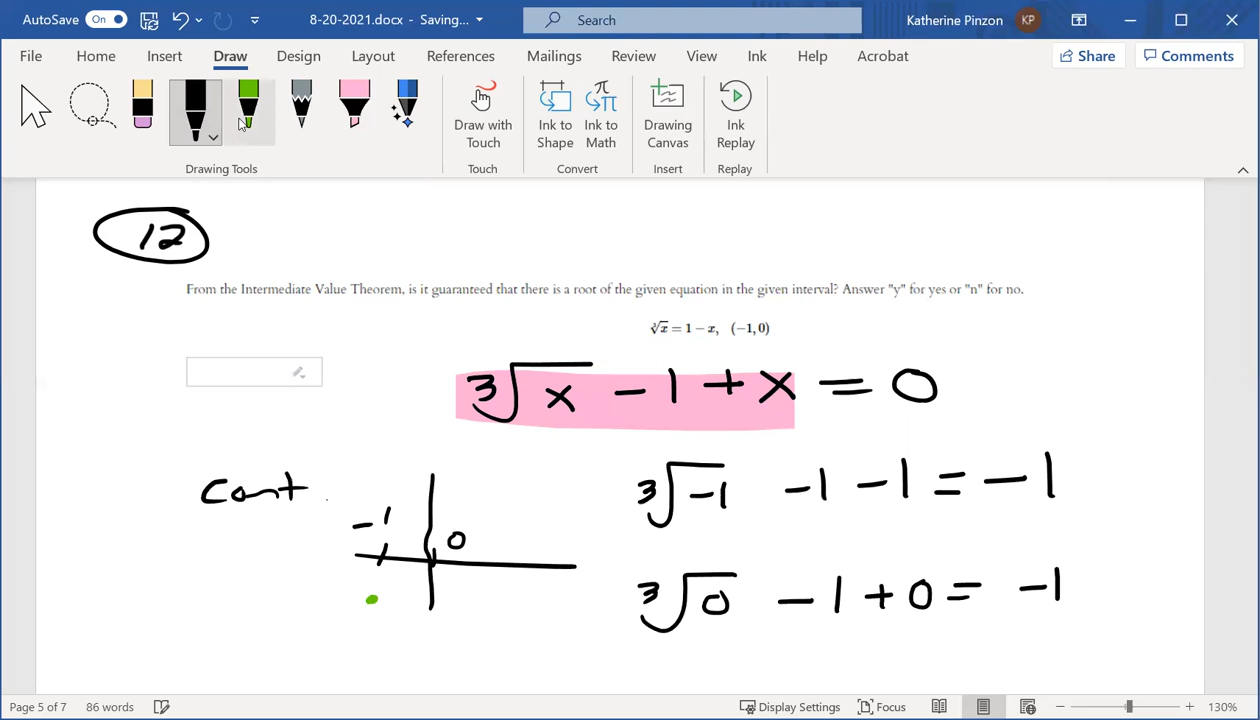 AutoSave On 8-20-2021.docx - Saving... Search Katherine Pinzon KP
File Home Insert Draw Design Layout References Mailings Review View Ink Help Acrobat Share Comments
Draw with Touch Ink to Shape Ink to Math Drawing Canvas Ink Replay
Drawing Tools Touch Convert Insert Replay
12
From the Intermediate Value Theorem, is it guaranteed that there is a root of the given equation in the given interval? Answer "y" for yes or "n" for no.
∛x = 1 − x, (−1, 0)
∛x - 1 + x = 0
cont.
-1 0
∛-1 -1 -1 = -1
∛0 - 1 + 0 = -1
Page 5 of 7 86 words Display Settings Focus 130%